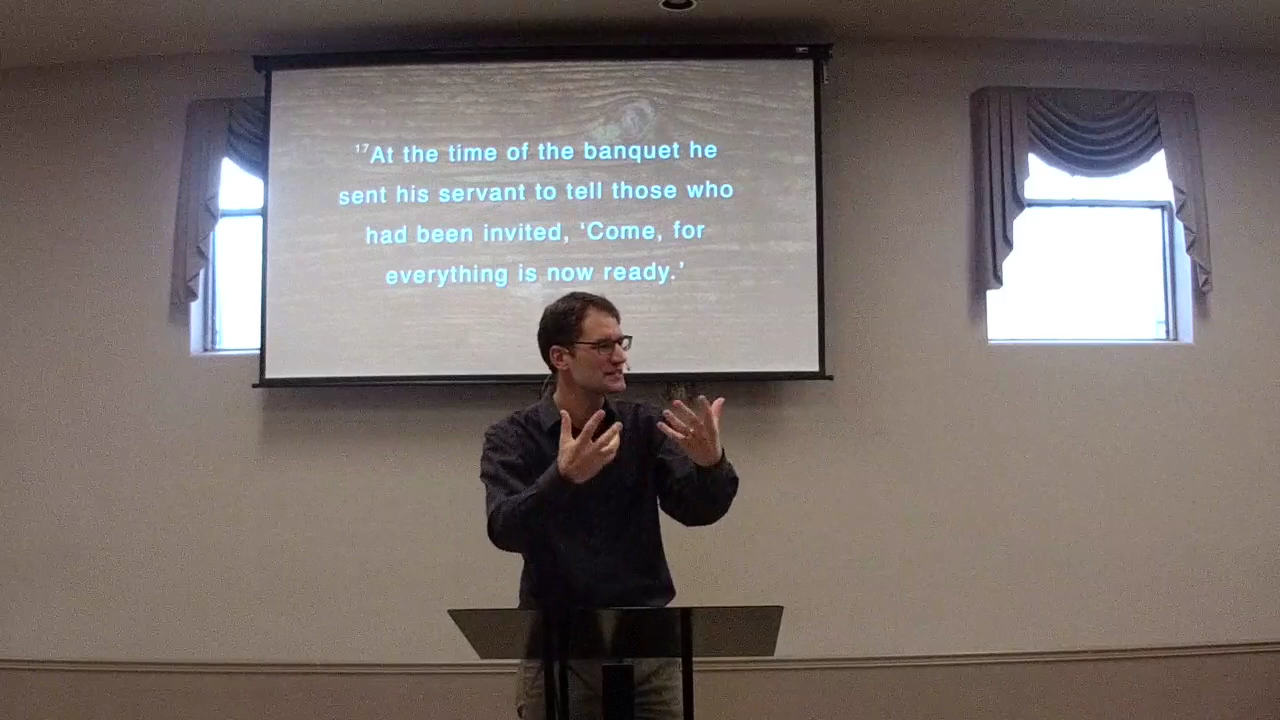 ¹⁷At the time of the banquet he
sent his servant to tell those who
had been invited, ‘Come, for
everything is now ready.’